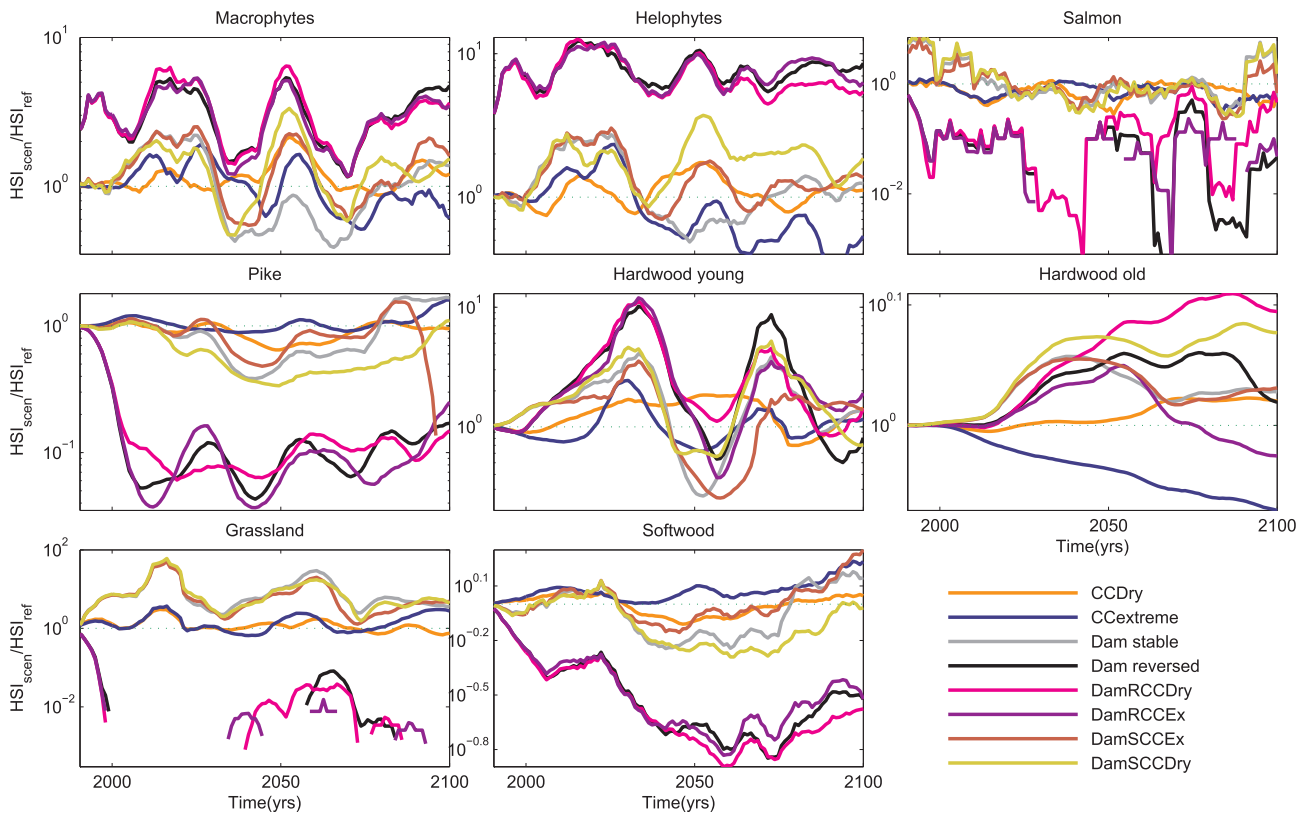 Macrophytes
Helophytes
Salmon
HSI_scen/HSI_ref
10^1
10^0
10^1
10^0
10^0
10^−2
Pike
Hardwood young
Hardwood old
HSI_scen/HSI_ref
10^0
10^−1
10^1
10^0
10^0.1
10^0
2000
2050
2100
Time(yrs)
Grassland
Softwood
HSI_scen/HSI_ref
10^2
10^0
10^−2
10^0.1
10^−0.2
10^−0.5
10^−0.8
2000
2050
2100
Time(yrs)
2000
2050
2100
Time(yrs)
CCDry
CCextreme
Dam stable
Dam reversed
DamRCCDry
DamRCCEx
DamSCCEx
DamSCCDry